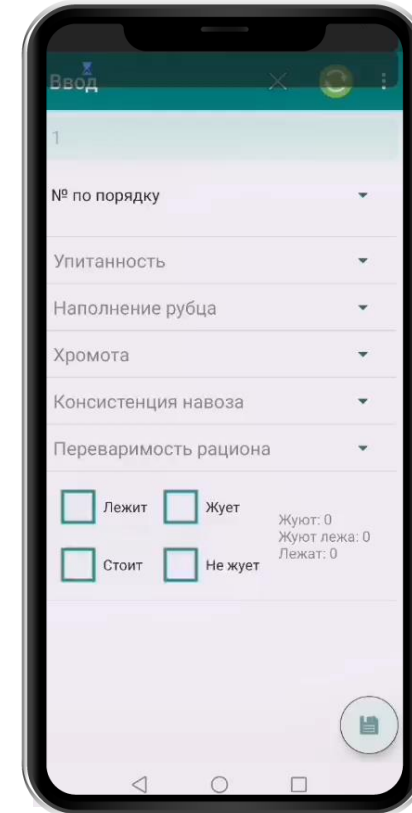 Ввод
1
№ по порядку
Упитанность
Наполнение рубца
Хромота
Консистенция навоза
Переваримость рациона
Лежит
Жует
Стоит
Не жует
Жуют: 0
Жуют лежа: 0
Лежат: 0